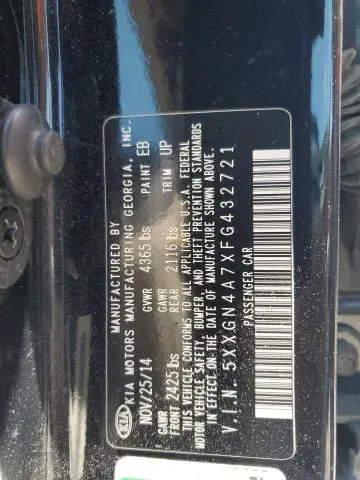 MANUFACTURED BY
KIA KIA MOTORS MANUFACTURING GEORGIA, INC.
NOV/25/14 GVWR 4365 lbs PAINT EB
GAWR FRONT 2425 lbs GAWR REAR 2116 lbs TRIM UP
THIS VEHICLE CONFORMS TO ALL APPLICABLE U.S.A. FEDERAL
MOTOR VEHICLE SAFETY, BUMPER, AND THEFT PREVENTION STANDARDS
IN EFFECT ON THE DATE OF MANUFACTURE SHOWN ABOVE.
V.I.N. 5XXGN4A7XFG432721
PASSENGER CAR